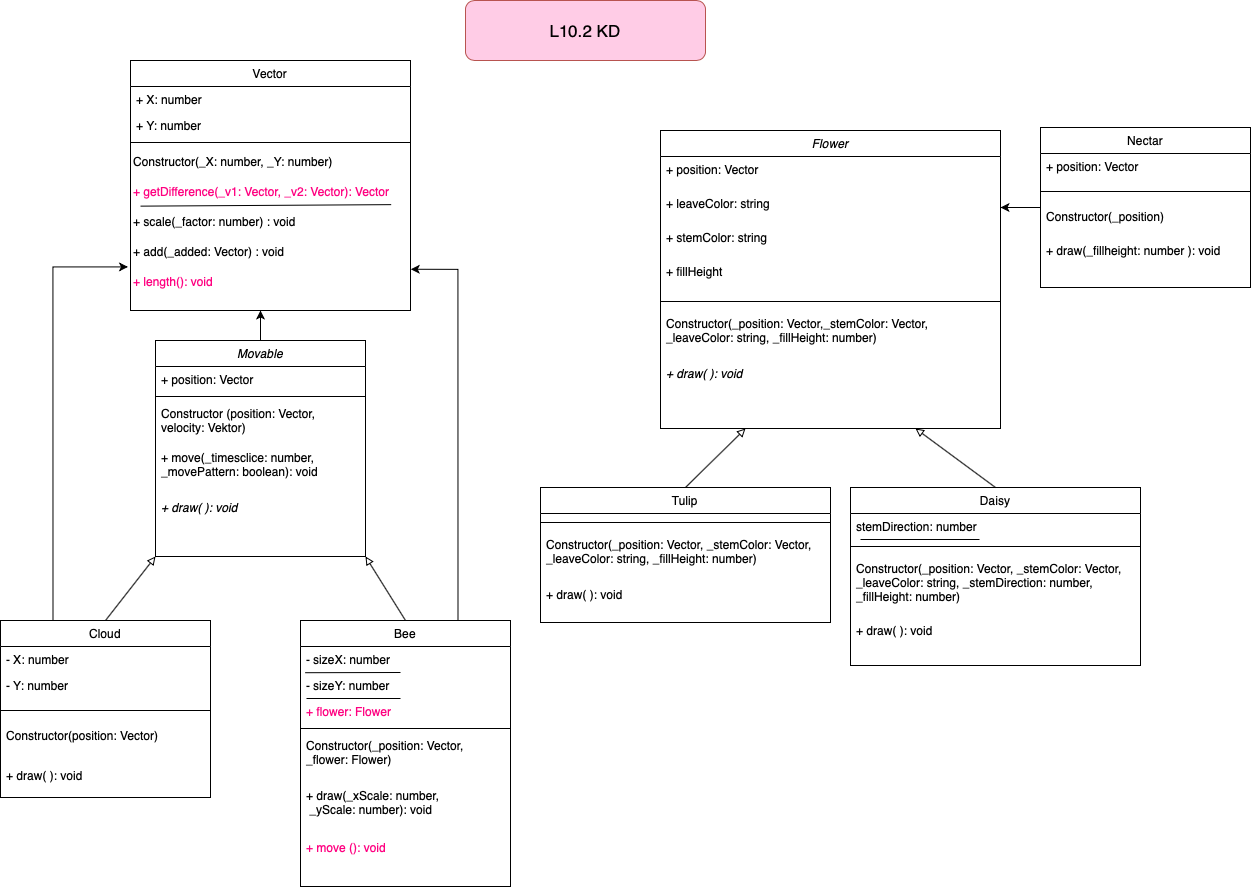 L10.2 KD
Vector
+ X: number
+ Y: number
Constructor(_X: number, _Y: number)
+ getDifference(_v1: Vector, _v2: Vector): Vector
+ scale(_factor: number) : void
+ add(_added: Vector) : void
+ length(): void
Flower
+ position: Vector
+ leaveColor: string
+ stemColor: string
+ fillHeight
Constructor(_position: Vector,_stemColor: Vector,
_leaveColor: string, _fillHeight: number)
+ draw( ): void
Nectar
+ position: Vector
Constructor(_position)
+ draw(_fillheight: number ): void
Movable
+ position: Vector
Constructor (position: Vector,
velocity: Vektor)
+ move(_timesclice: number,
_movePattern: boolean): void
+ draw( ): void
Tulip
Constructor(_position: Vector, _stemColor: Vector,
_leaveColor: string, _fillHeight: number)
+ draw( ): void
Daisy
stemDirection: number
Constructor(_position: Vector, _stemColor: Vector,
_leaveColor: string, _stemDirection: number,
_fillHeight: number)
+ draw( ): void
Cloud
- X: number
- Y: number
Constructor(position: Vector)
+ draw( ): void
Bee
- sizeX: number
- sizeY: number
+ flower: Flower
Constructor(_position: Vector,
_flower: Flower)
+ draw(_xScale: number,
_yScale: number): void
+ move (): void